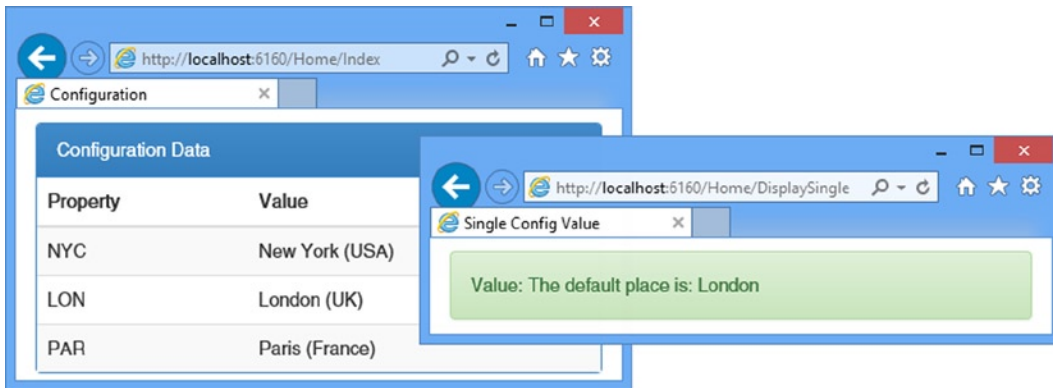 http://localhost:6160/Home/Index
Configuration
Configuration Data
Property Value
NYC New York (USA)
LON London (UK)
PAR Paris (France)
http://localhost:6160/Home/DisplaySingle
Single Config Value
Value: The default place is: London